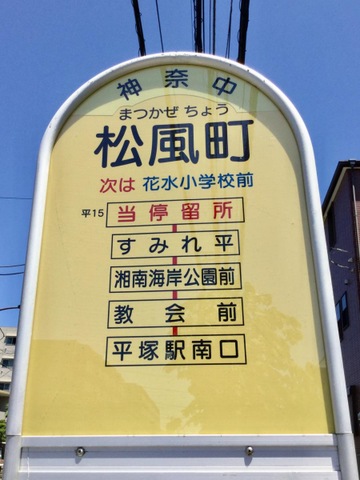 神奈中
まつかぜ ちょう
松風町
次は 花水小学校前
平15 当停留所
すみれ平
湘南海岸公園前
教会前
平塚駅南口